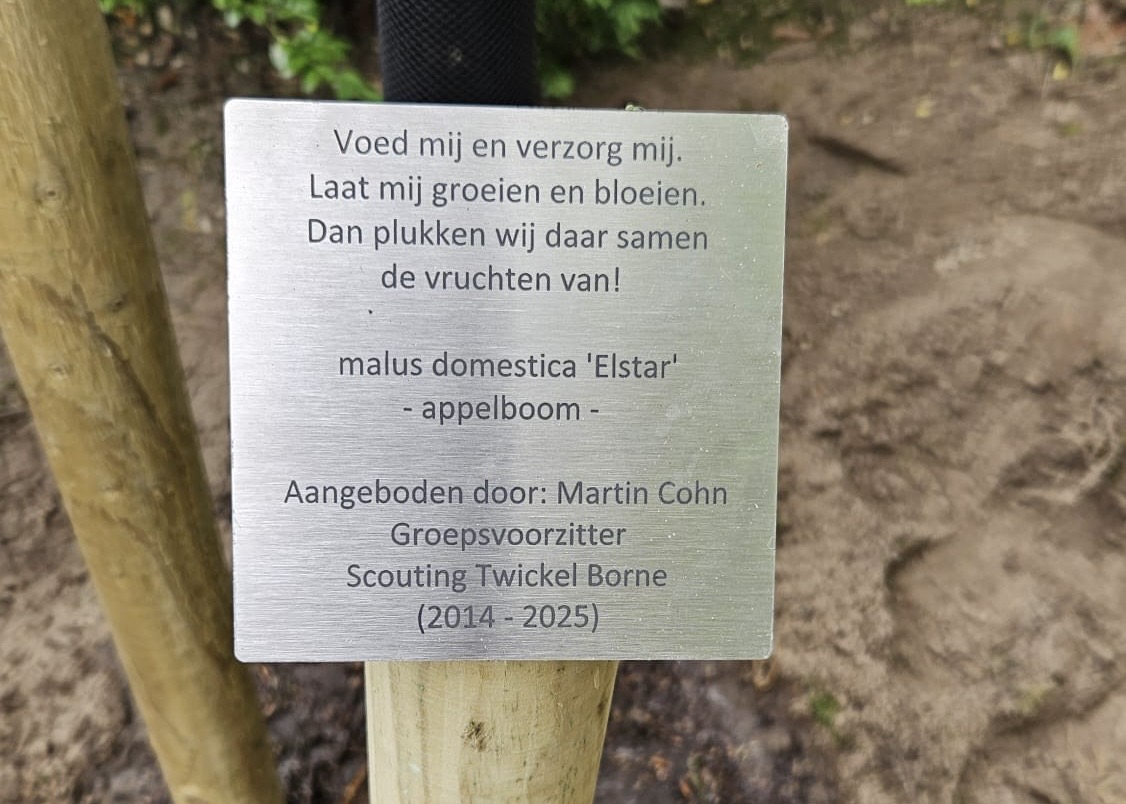 Voed mij en verzorg mij.
Laat mij groeien en bloeien.
Dan plukken wij daar samen
de vruchten van!
malus domestica 'Elstar'
- appelboom -
Aangeboden door: Martin Cohn
Groepsvoorzitter
Scouting Twickel Borne
(2014 - 2025)